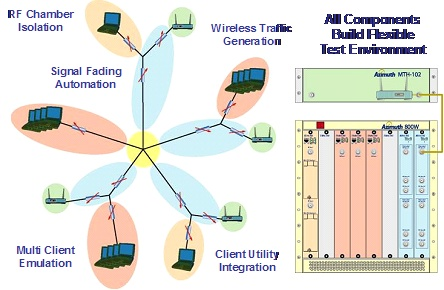 RF Chamber
Isolation
Wireless Traffic
Generation
Signal Fading
Automation
Multi Client
Emulation
Client Utility
Integration
All Components
Build Flexible
Test Environment
Azimuth MTH-102
Azimuth 800W